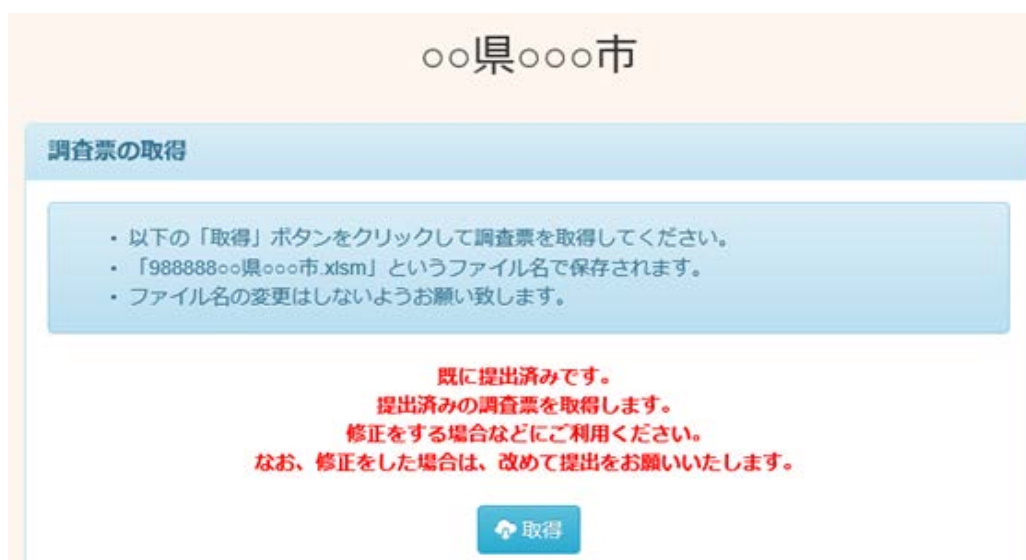 ○○県○○○市
調査票の取得
・以下の「取得」ボタンをクリックして調査票を取得してください。
・「988888○○県○○○市.xlsm」というファイル名で保存されます。
・ファイル名の変更はしないようお願い致します。
既に提出済みです。
提出済みの調査票を取得します。
修正をする場合などにご利用ください。
なお、修正をした場合は、改めて提出をお願いいたします。
取得